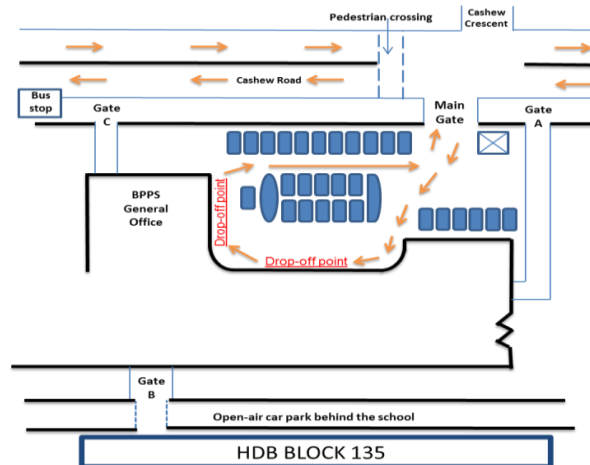 Pedestrian crossing
Cashew
Crescent
Cashew Road
Bus
stop
Gate
C
Main
Gate
Gate
A
BPPS
General
Office
Drop-off point
Drop-off point
Gate
B
Open-air car park behind the school
HDB BLOCK 135